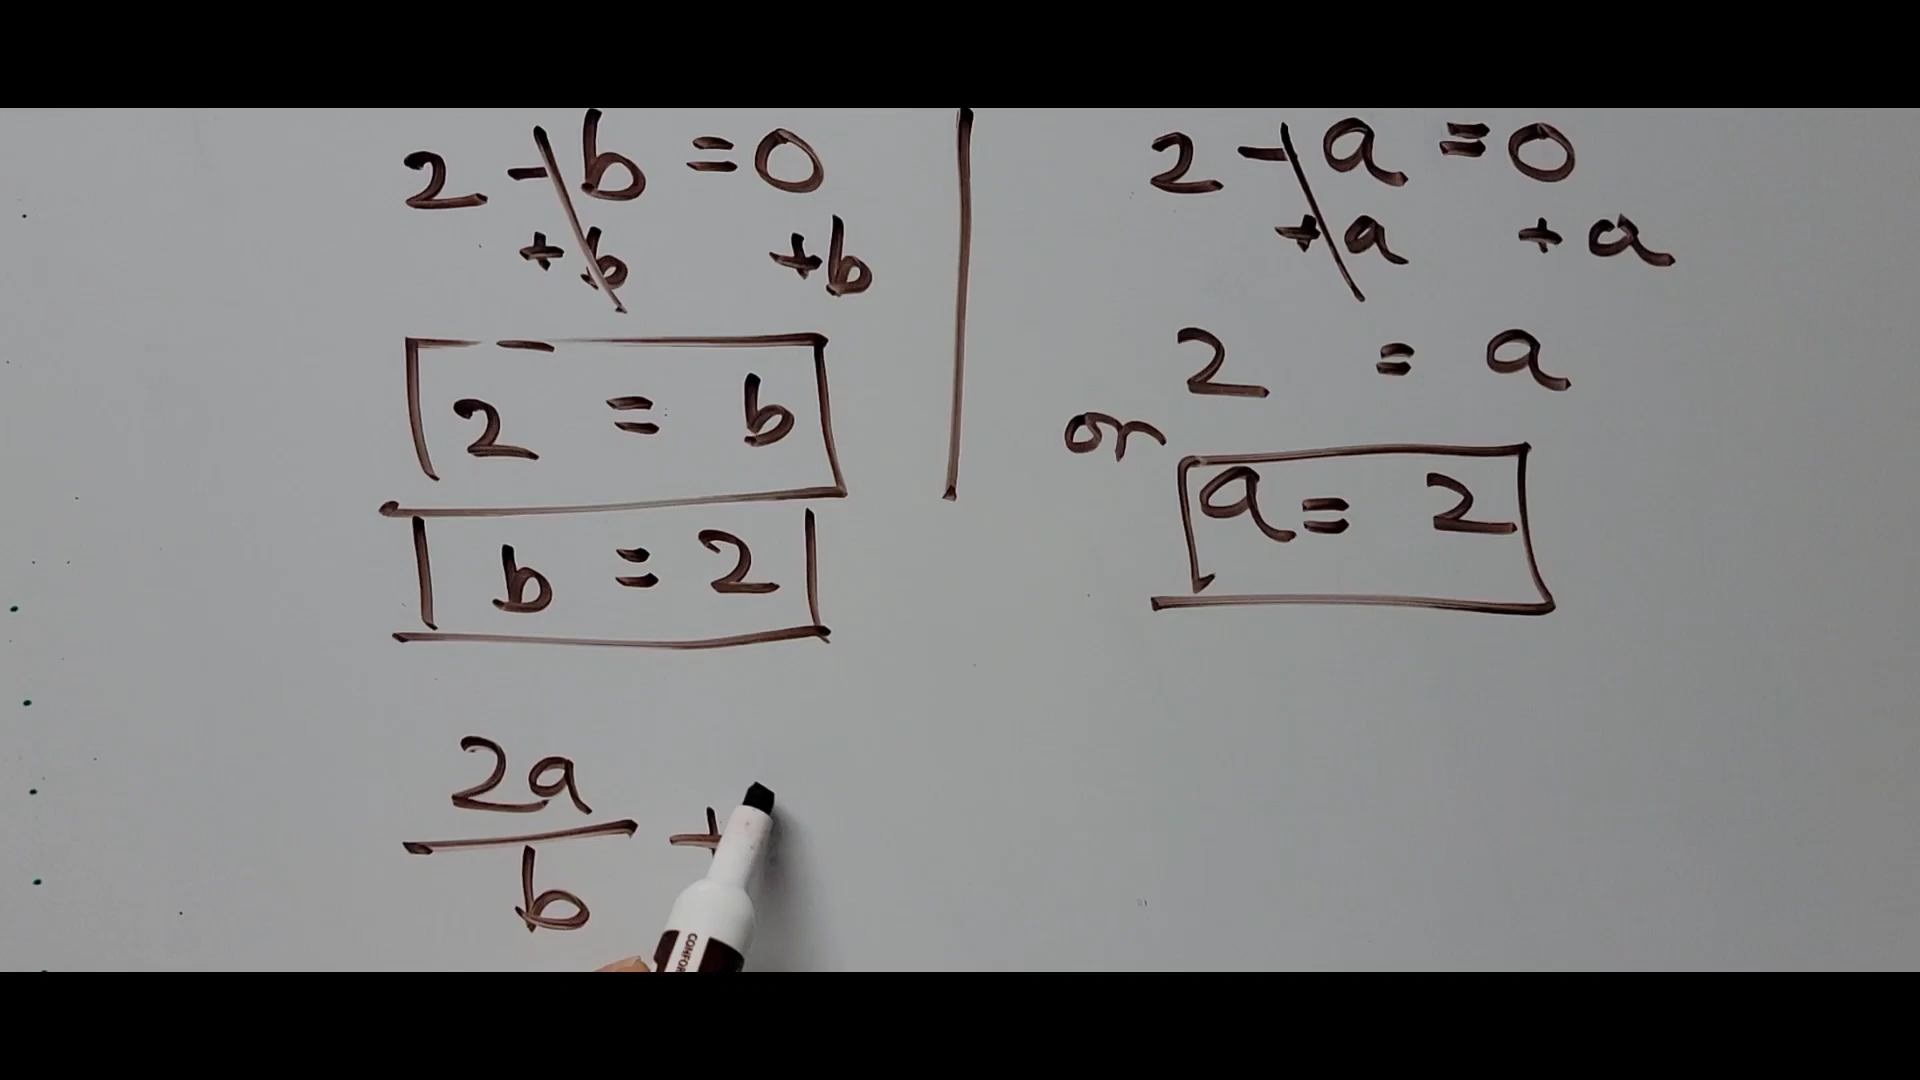 2 - b = 0
+ b +b
2 = b
b = 2
2 - a = 0
+ a + a
2 = a
or
a = 2
2a
b
+